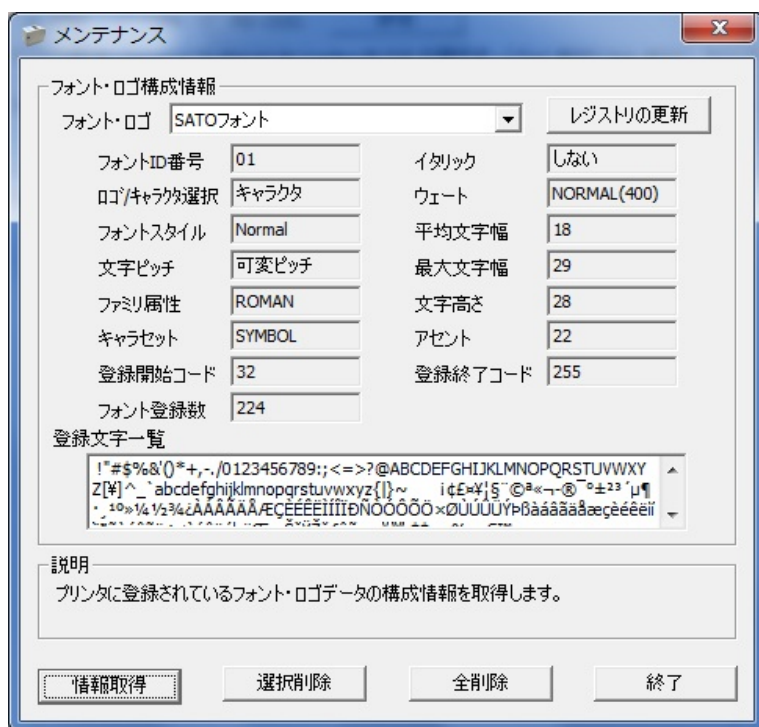 メンテナンス
フォント・ロゴ構成情報
フォント・ロゴ SATOフォント レジストリの更新
フォントID番号 01 イタリック しない
ロゴ/キャラクタ選択 キャラクタ ウェート NORMAL(400)
フォントスタイル Normal 平均文字幅 18
文字ピッチ 可変ピッチ 最大文字幅 29
ファミリ属性 ROMAN 文字高さ 28
キャラセット SYMBOL アセント 22
登録開始コード 32 登録終了コード 255
フォント登録数 224
登録文字一覧
!"#$%&'()*+,-./0123456789:;<=>?@ABCDEFGHIJKLMNOPQRSTUVWXY
Z[¥]^_`abcdefghijklmnopqrstuvwxyz{|}~ ¡¢£¤¥¦§¨©ª«¬-®¯°±²³´µ¶
·¸¹º»¼½¾¿ÀÁÂÃÄÅÆÇÈÉÊËÌÍÎÏÐÑÒÓÔÕÖ×ØÙÚÛÜÝÞßàáâãäåæçèéêëìï
説明
プリンタに登録されているフォント・ロゴデータの構成情報を取得します。
情報取得 選択削除 全削除 終了